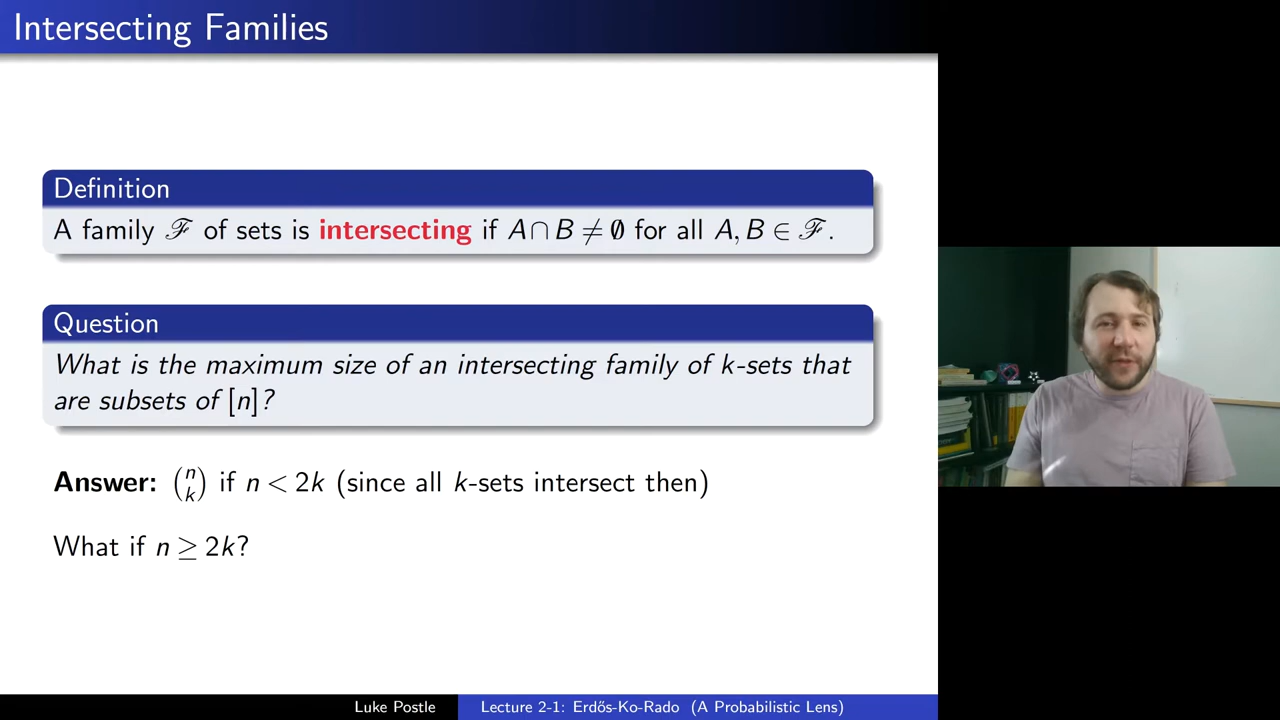 Intersecting Families
Definition
A family ℱ of sets is intersecting if A ∩ B ≠ ∅ for all A, B ∈ ℱ.
Question
What is the maximum size of an intersecting family of k-sets that
are subsets of [n]?
Answer: (n k) if n < 2k (since all k-sets intersect then)
What if n ≥ 2k?
Luke Postle Lecture 2-1: Erdős-Ko-Rado (A Probabilistic Lens)